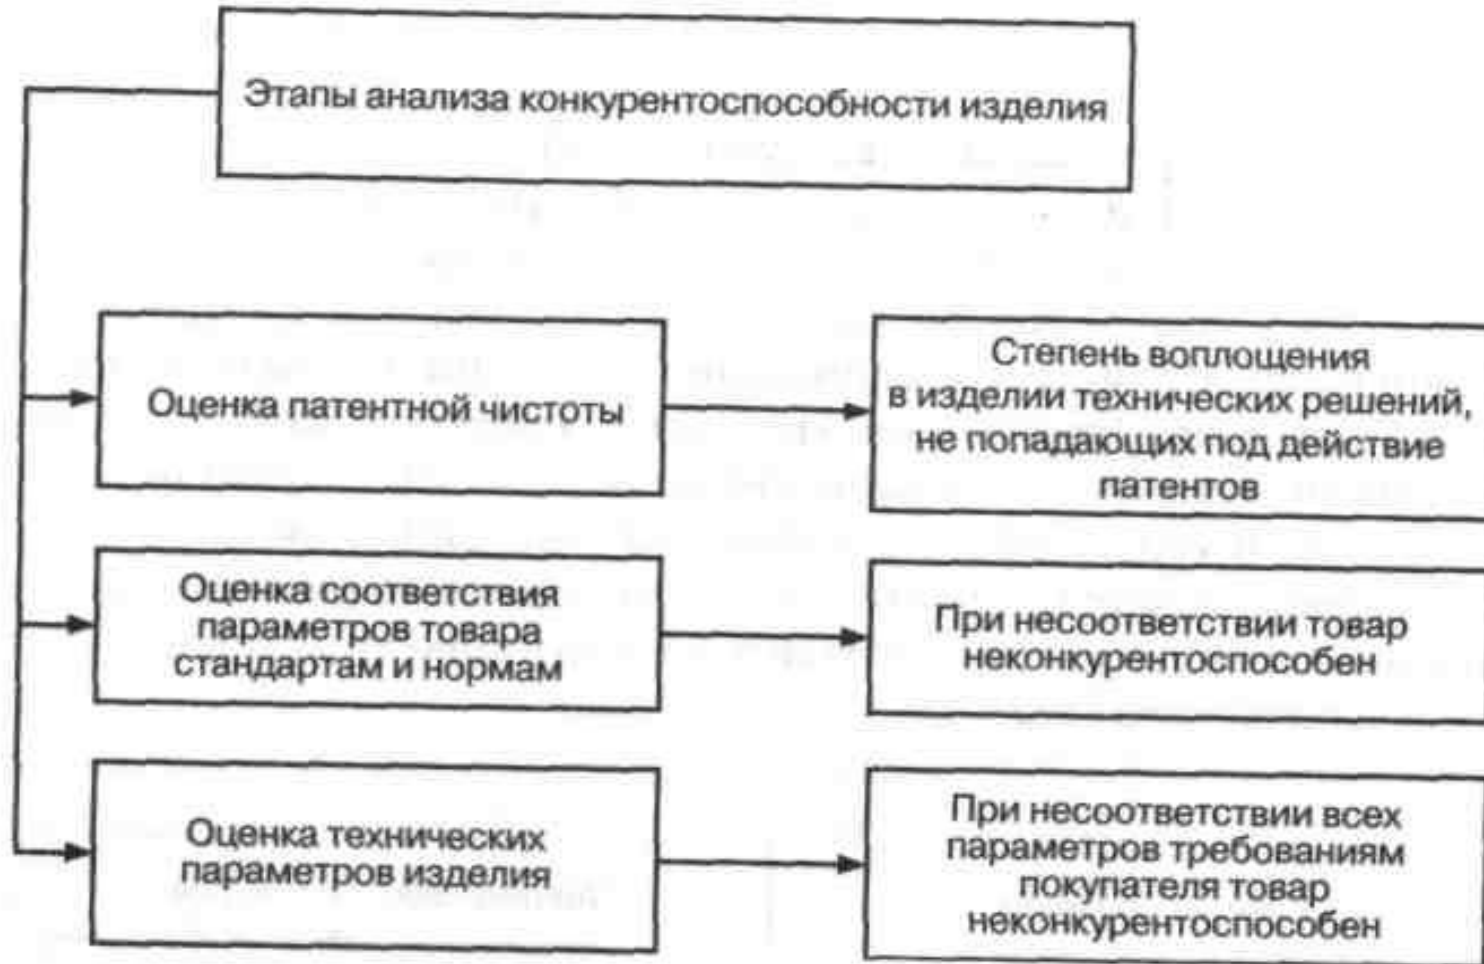 Этапы анализа конкурентоспособности изделия
Оценка патентной чистоты
Степень воплощения
в изделии технических решений,
не попадающих под действие
патентов
Оценка соответствия
параметров товара
стандартам и нормам
При несоответствии товар
неконкурентоспособен
Оценка технических
параметров изделия
При несоответствии всех
параметров требованиям
покупателя товар
неконкурентоспособен